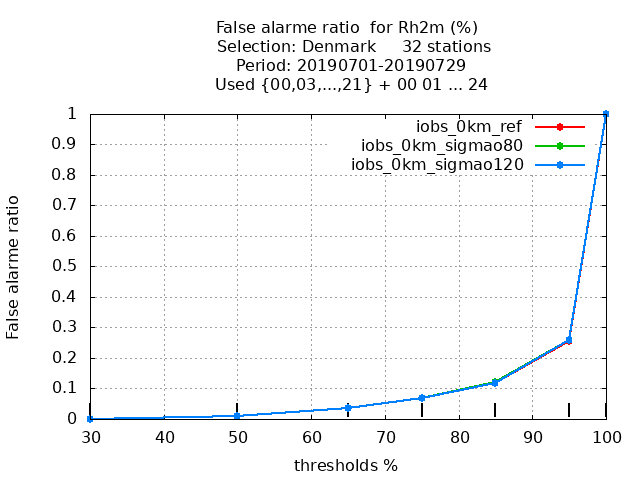 False alarme ratio  for Rh2m (%)
Selection: Denmark     32 stations
Period: 20190701-20190729
Used {00,03,...,21} + 00 01 ... 24
iobs_0km_ref
iobs_0km_sigmao80
iobs_0km_sigmao120
False alarme ratio
1
0.9
0.8
0.7
0.6
0.5
0.4
0.3
0.2
0.1
0
30 40 50 60 70 80 90 100
thresholds %